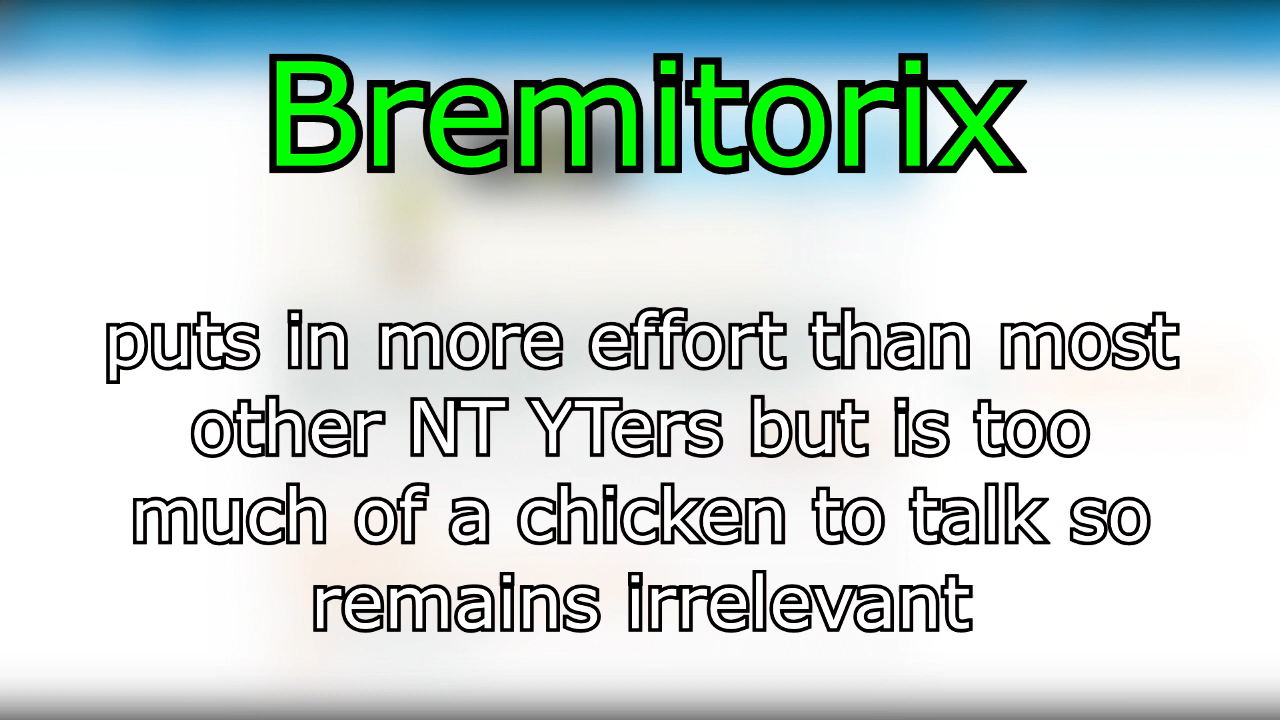 Bremitorix
puts in more effort than most
other NT YTers but is too
much of a chicken to talk so
remains irrelevant